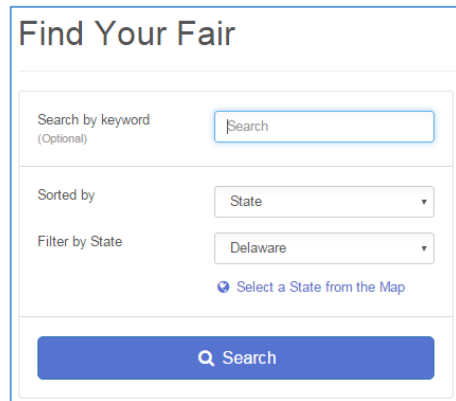 Find Your Fair
Search by keyword
(Optional)
Search
Sorted by
State
Filter by State
Delaware
Select a State from the Map
Search